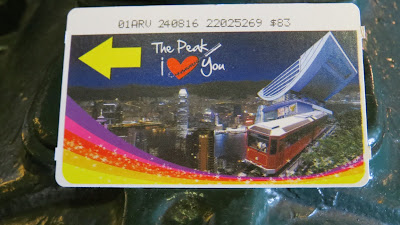 01ARV 240816 22025269 $83
The Peak
i You